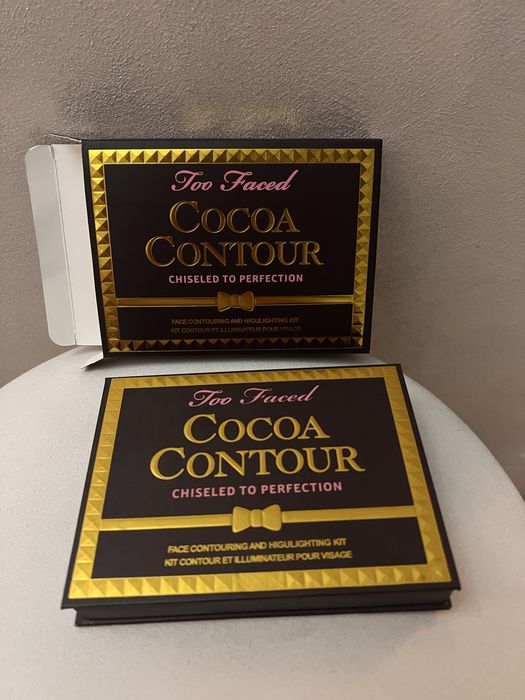 Too Faced
COCOA
CONTOUR
CHISELED TO PERFECTION
FACE CONTOURING AND HIGULIGHTING KIT
KIT CONTOUR ET ILLUMINATEUR POUR VISAGE
Too Faced
COCOA
CONTOUR
CHISELED TO PERFECTION
FACE CONTOURING AND HIGULIGHTING KIT
KIT CONTOUR ET ILLUMINATEUR POUR VISAGE